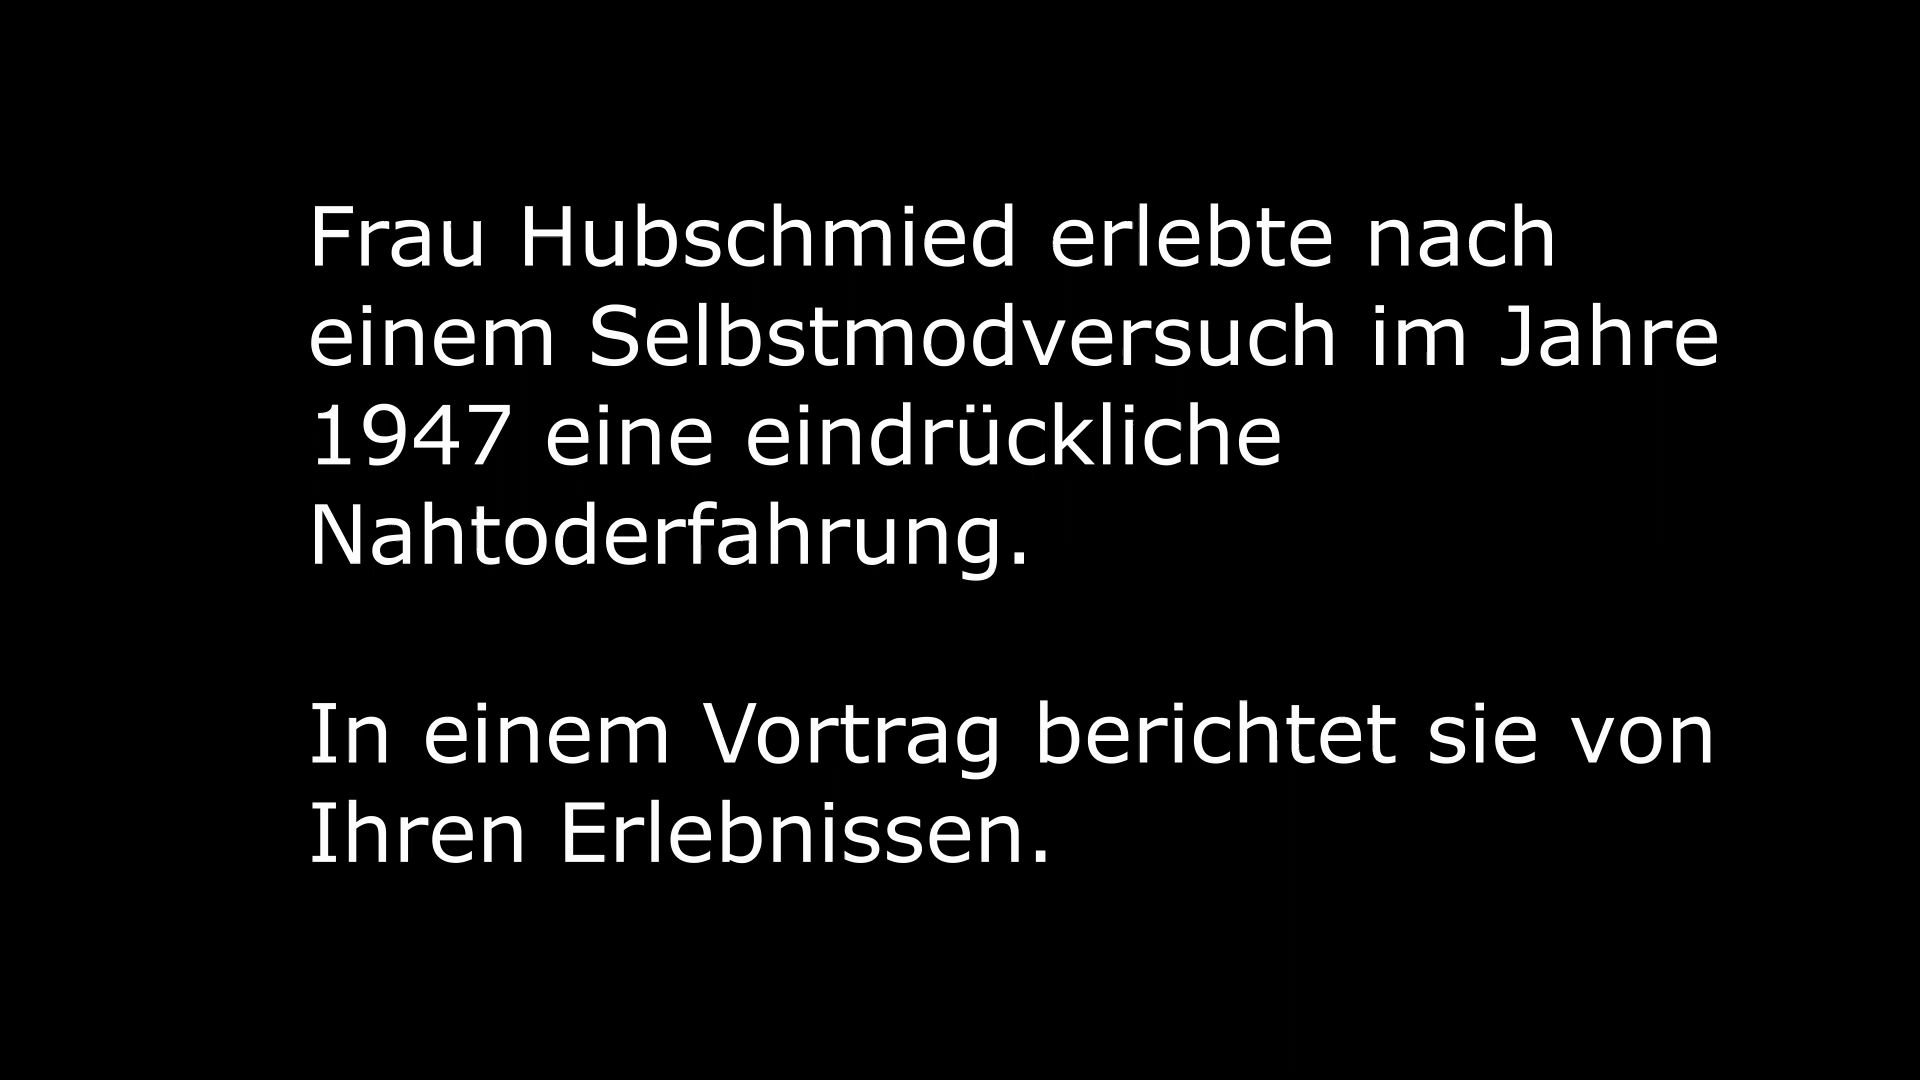 Frau Hubschmied erlebte nach
einem Selbstmodversuch im Jahre
1947 eine eindrückliche
Nahtoderfahrung.
In einem Vortrag berichtet sie von
Ihren Erlebnissen.